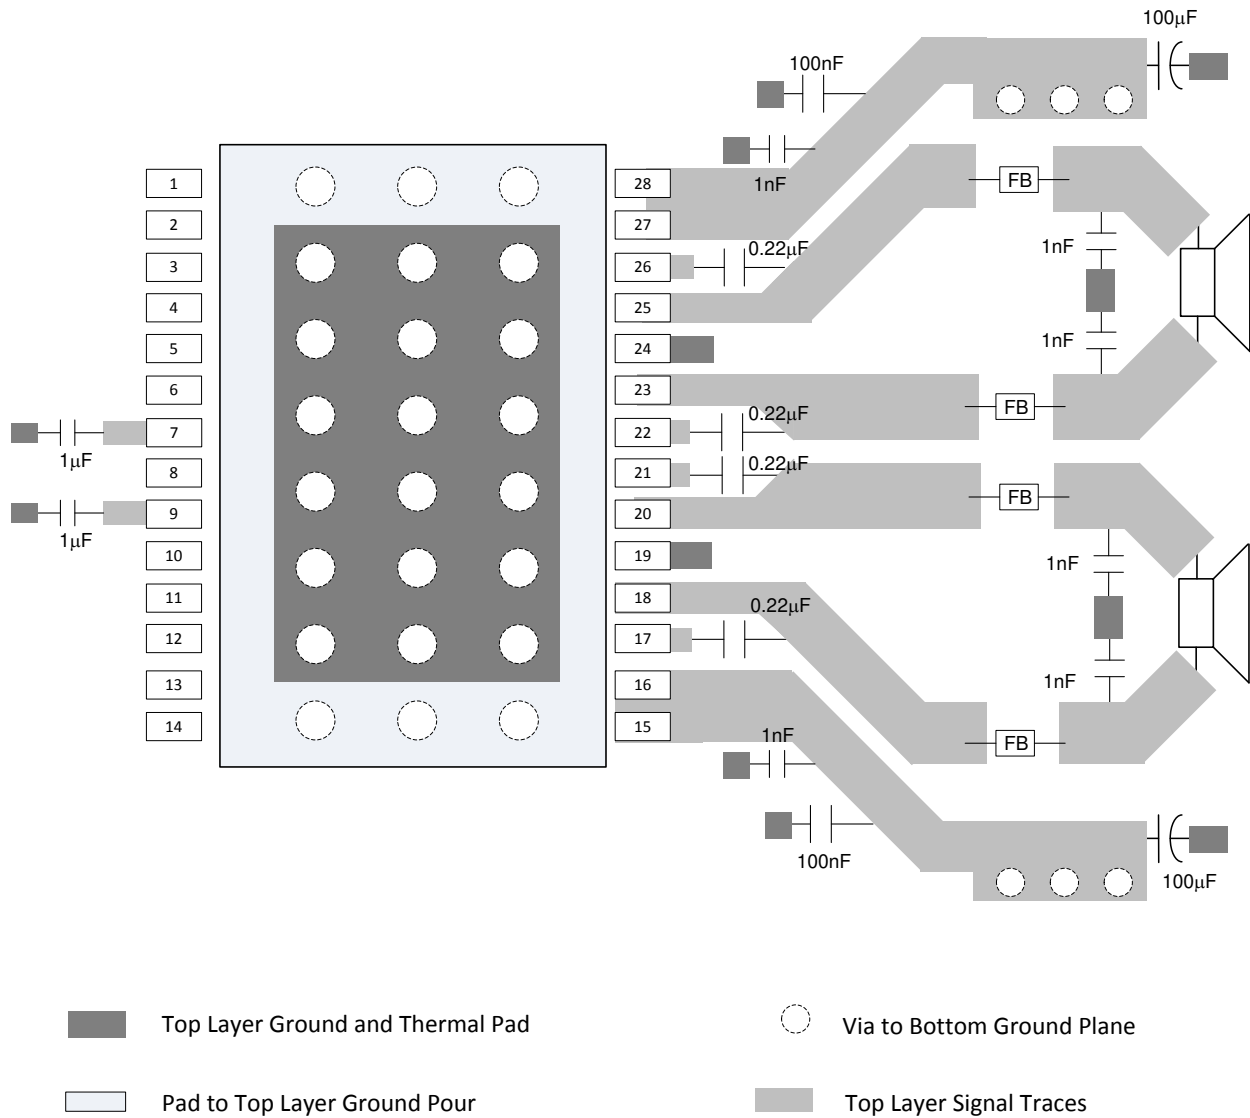 100µF
100nF
1nF
1 28
2 27
3 26 0.22µF
4 25
5 24
6 23
7 22 0.22µF
8 21 0.22µF
9 20
10 19
11 18 0.22µF
12 17
13 16
14 15
1µF
1µF
FB
1nF
1nF
FB
FB
1nF
1nF
FB
1nF
100nF
100µF
Top Layer Ground and Thermal Pad
Via to Bottom Ground Plane
Pad to Top Layer Ground Pour
Top Layer Signal Traces